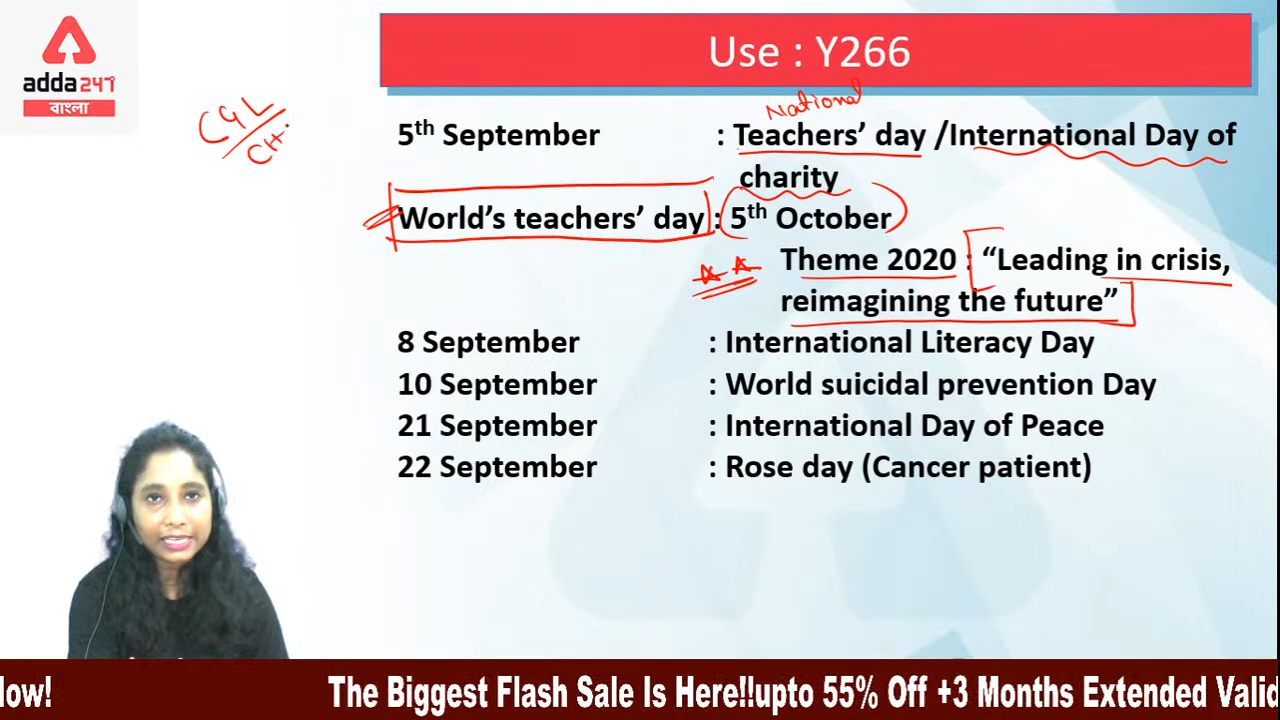 adda247
বাংলা
Use : Y266
CGL/CH
National
5th September : Teachers’ day /International Day of
charity
World’s teachers’ day : 5th October
Theme 2020 : “Leading in crisis,
reimagining the future”
8 September : International Literacy Day
10 September : World suicidal prevention Day
21 September : International Day of Peace
22 September : Rose day (Cancer patient)
The Biggest Flash Sale Is Here!!upto 55% Off +3 Months Extended